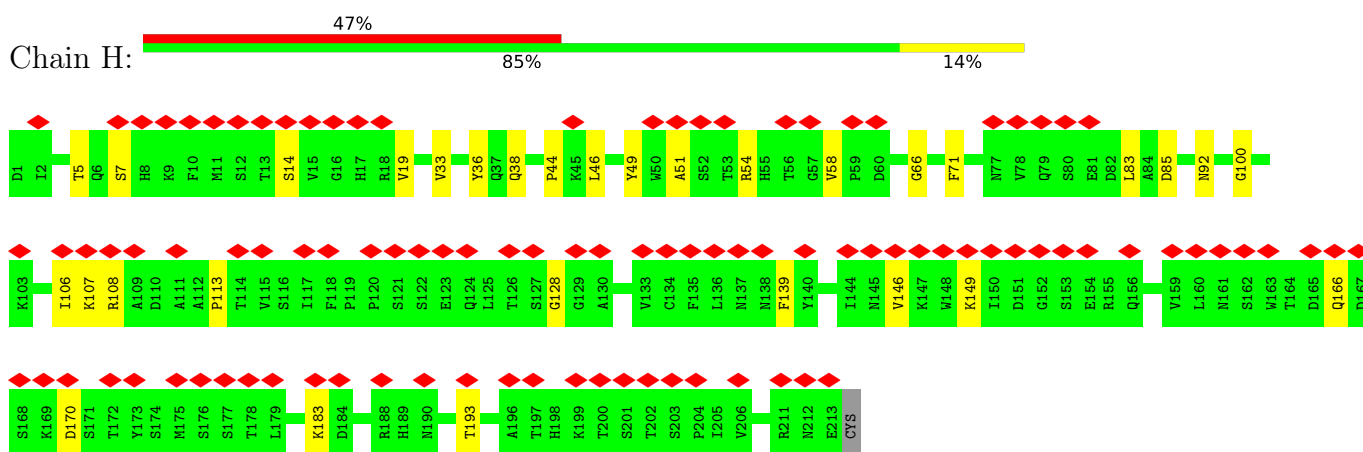 47%
Chain H:
85% 14%
D1 I2 T5 Q6 S7 H8 K9 F10 M11 S12 T13 S14 V15 G16 H17 R18 V19 V33 Y36 Q37 Q38 P44 K45 L46 Y49 W50 A51 S52 T53 R54 H55 T56 G57 V58 P59 D60 G66 F71 N77 V78 Q79 S80 E81 D82 L83 A84 D85 N92 G100
K103 I106 K107 R108 A109 D110 A111 A112 P113 T114 V115 S116 I117 F118 P119 P120 S121 S122 E123 Q124 L125 T126 S127 G128 G129 A130 V133 C134 F135 L136 N137 N138 F139 Y140 I144 N145 V146 K147 W148 K149 I150 D151 G152 S153 E154 R155 Q156 V159 L160 N161 S162 W163 T164 D165 Q166 D167
S168 K169 D170 S171 T172 Y173 S174 M175 S176 S177 T178 L179 K183 D184 R188 H189 N190 T193 A196 T197 H198 K199 T200 S201 T202 S203 P204 I205 V206 R211 N212 E213 CYS